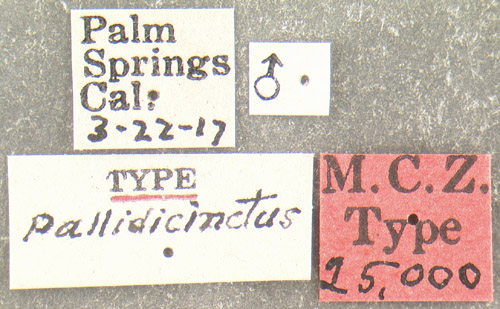 Palm
Springs
Cal.
3-22-17
♂
TYPE
pallidicinctus
M. C. Z.
Type
25,000